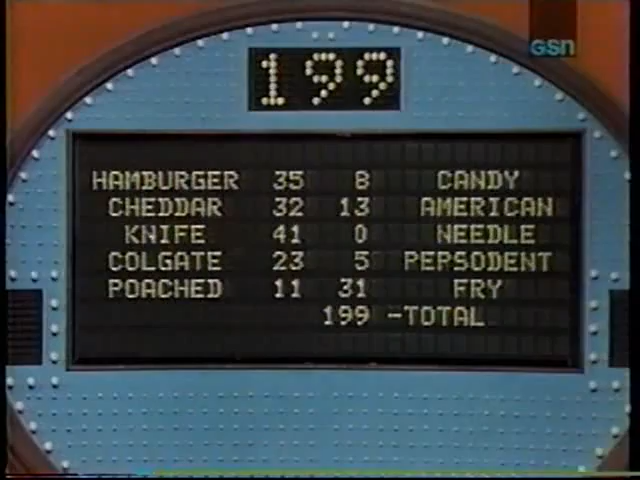 GSN
199
HAMBURGER 35 8 CANDY
CHEDDAR 32 13 AMERICAN
KNIFE 41 0 NEEDLE
COLGATE 23 5 PEPSODENT
POACHED 11 31 FRY
199 -TOTAL